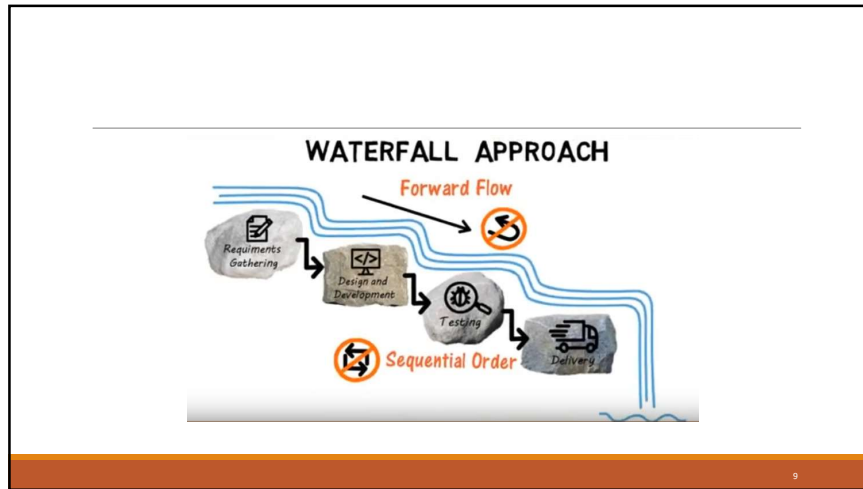 WATERFALL APPROACH
Forward Flow
Requiments
Gathering
</>
Design and
Development
Testing
Sequential Order
Delivery
9